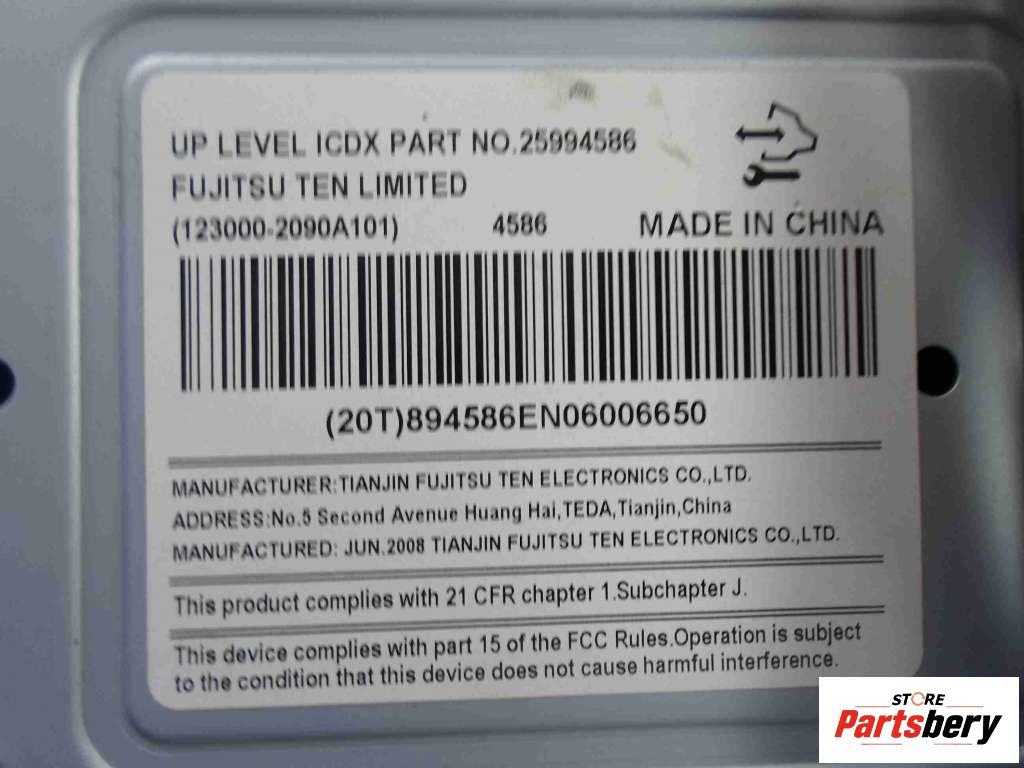 UP LEVEL ICDX PART NO.25994586
FUJITSU TEN LIMITED
(123000-2090A101) 4586 MADE IN CHINA
(20T)894586EN06006650
MANUFACTURER:TIANJIN FUJITSU TEN ELECTRONICS CO.,LTD.
ADDRESS:No.5 Second Avenue Huang Hai,TEDA,Tianjin,China
MANUFACTURED: JUN.2008 TIANJIN FUJITSU TEN ELECTRONICS CO.,LTD.
This product complies with 21 CFR chapter 1.Subchapter J.
This device complies with part 15 of the FCC Rules.Operation is subject
to the condition that this device does not cause harmful interference.
STORE
Partsbery